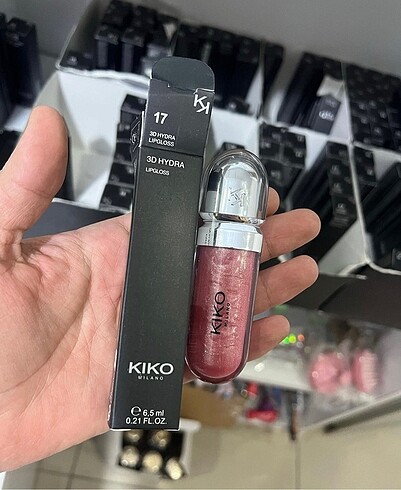 17
3D HYDRA
LIPGLOSS
3D HYDRA
LIPGLOSS
KIKO
MILANO
℮ 6,5 ml
0.21 FL.OZ.
KIKO
MILANO